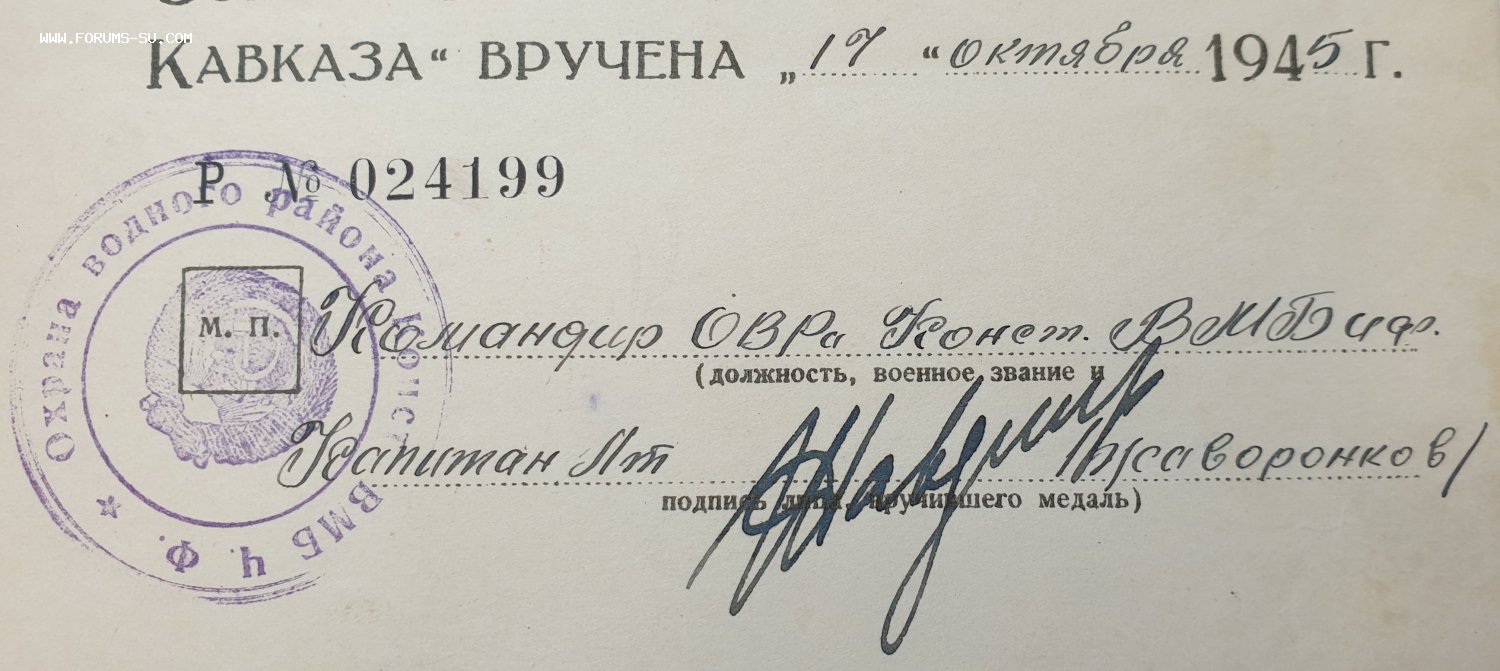 WWW.FORUMS-SU.COM
КАВКАЗА“ ВРУЧЕНА „17“ октября 1945 г.
Р № 024199
Охрана водного района Конст ВМБ Ч.Ф.
М. П.
Командир ОВРа Конст. ВМБ чф.
(должность, военное звание и
Капитан Лт /Жаворонков/
подпись лица, вручившего медаль)